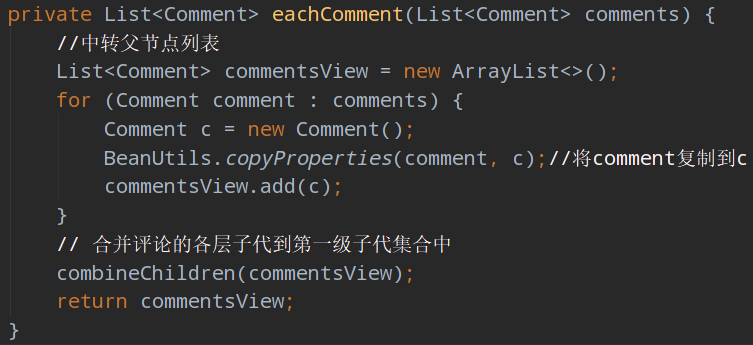 private List<Comment> eachComment(List<Comment> comments) {
//中转父节点列表
List<Comment> commentsView = new ArrayList<>();
for (Comment comment : comments) {
Comment c = new Comment();
BeanUtils.copyProperties(comment, c);//将comment复制到c
commentsView.add(c);
}
// 合并评论的各层子代到第一级子代集合中
combineChildren(commentsView);
return commentsView;
}